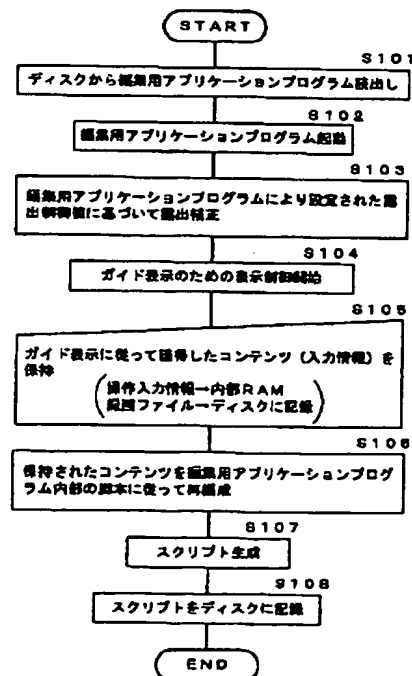 START
S101
ディスクから編集用アプリケーションプログラム読出し
S102
編集用アプリケーションプログラム起動
S103
編集用アプリケーションプログラムにより設定された露
出制御値に基づいて露出補正
S104
ガイド表示のための表示制御開始
S105
ガイド表示に従って獲得したコンテンツ（入力情報）を
保持
操作入力情報→内部RAM
録画ファイル→ディスクに記録
S106
保持されたコンテンツを編集用アプリケーションプログ
ラム内部の脚本に従って再編成
S107
スクリプト生成
S108
スクリプトをディスクに記録
END